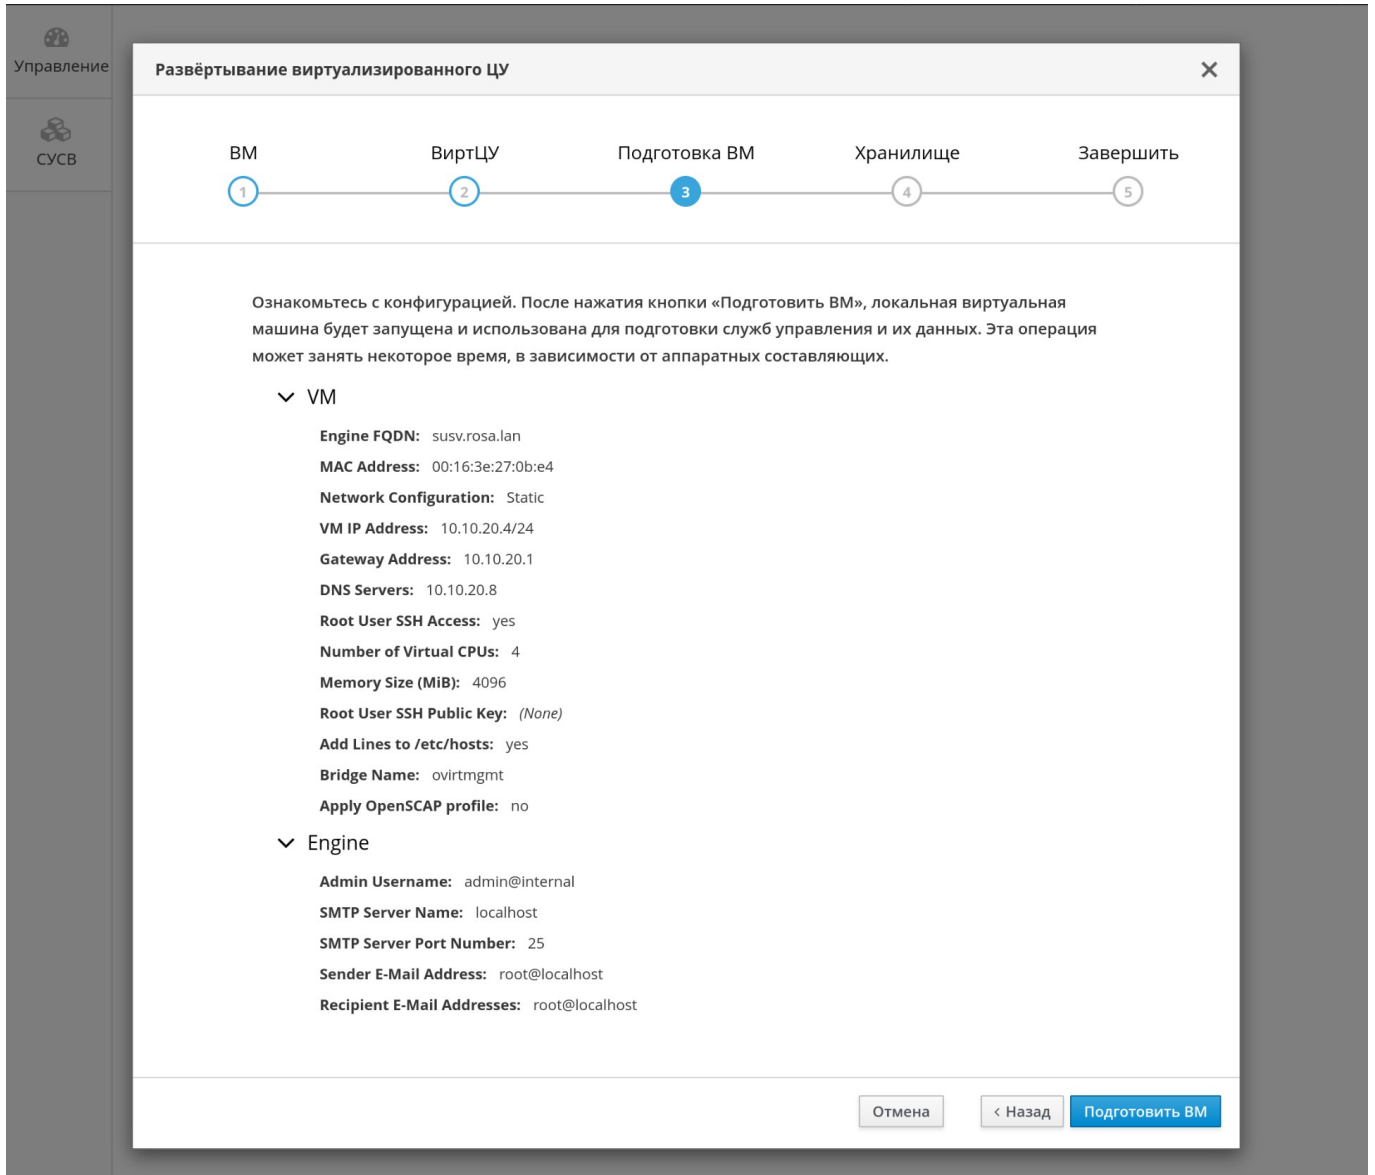 Управление
СУСВ
Развёртывание виртуализированного ЦУ
ВМ
ВиртЦУ
Подготовка ВМ
Хранилище
Завершить
1
2
3
4
5
Ознакомьтесь с конфигурацией. После нажатия кнопки «Подготовить ВМ», локальная виртуальная
машина будет запущена и использована для подготовки служб управления и их данных. Эта операция
может занять некоторое время, в зависимости от аппаратных составляющих.
VM
Engine FQDN: susv.rosa.lan
MAC Address: 00:16:3e:27:0b:e4
Network Configuration: Static
VM IP Address: 10.10.20.4/24
Gateway Address: 10.10.20.1
DNS Servers: 10.10.20.8
Root User SSH Access: yes
Number of Virtual CPUs: 4
Memory Size (MiB): 4096
Root User SSH Public Key: (None)
Add Lines to /etc/hosts: yes
Bridge Name: ovirtmgmt
Apply OpenSCAP profile: no
Engine
Admin Username: admin@internal
SMTP Server Name: localhost
SMTP Server Port Number: 25
Sender E-Mail Address: root@localhost
Recipient E-Mail Addresses: root@localhost
Отмена
‹ Назад
Подготовить ВМ